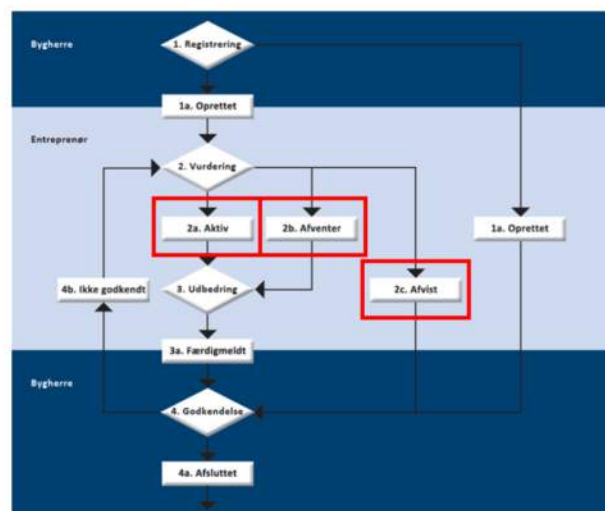 Bygherre
1. Registrering
1a. Oprettet
Entreprenør
2. Vurdering
2a. Aktiv
2b. Afventer
1a. Oprettet
4b. Ikke godkendt
3. Udbedring
2c. Afvist
3a. Færdigmeldt
Bygherre
4. Godkendelse
4a. Afsluttet